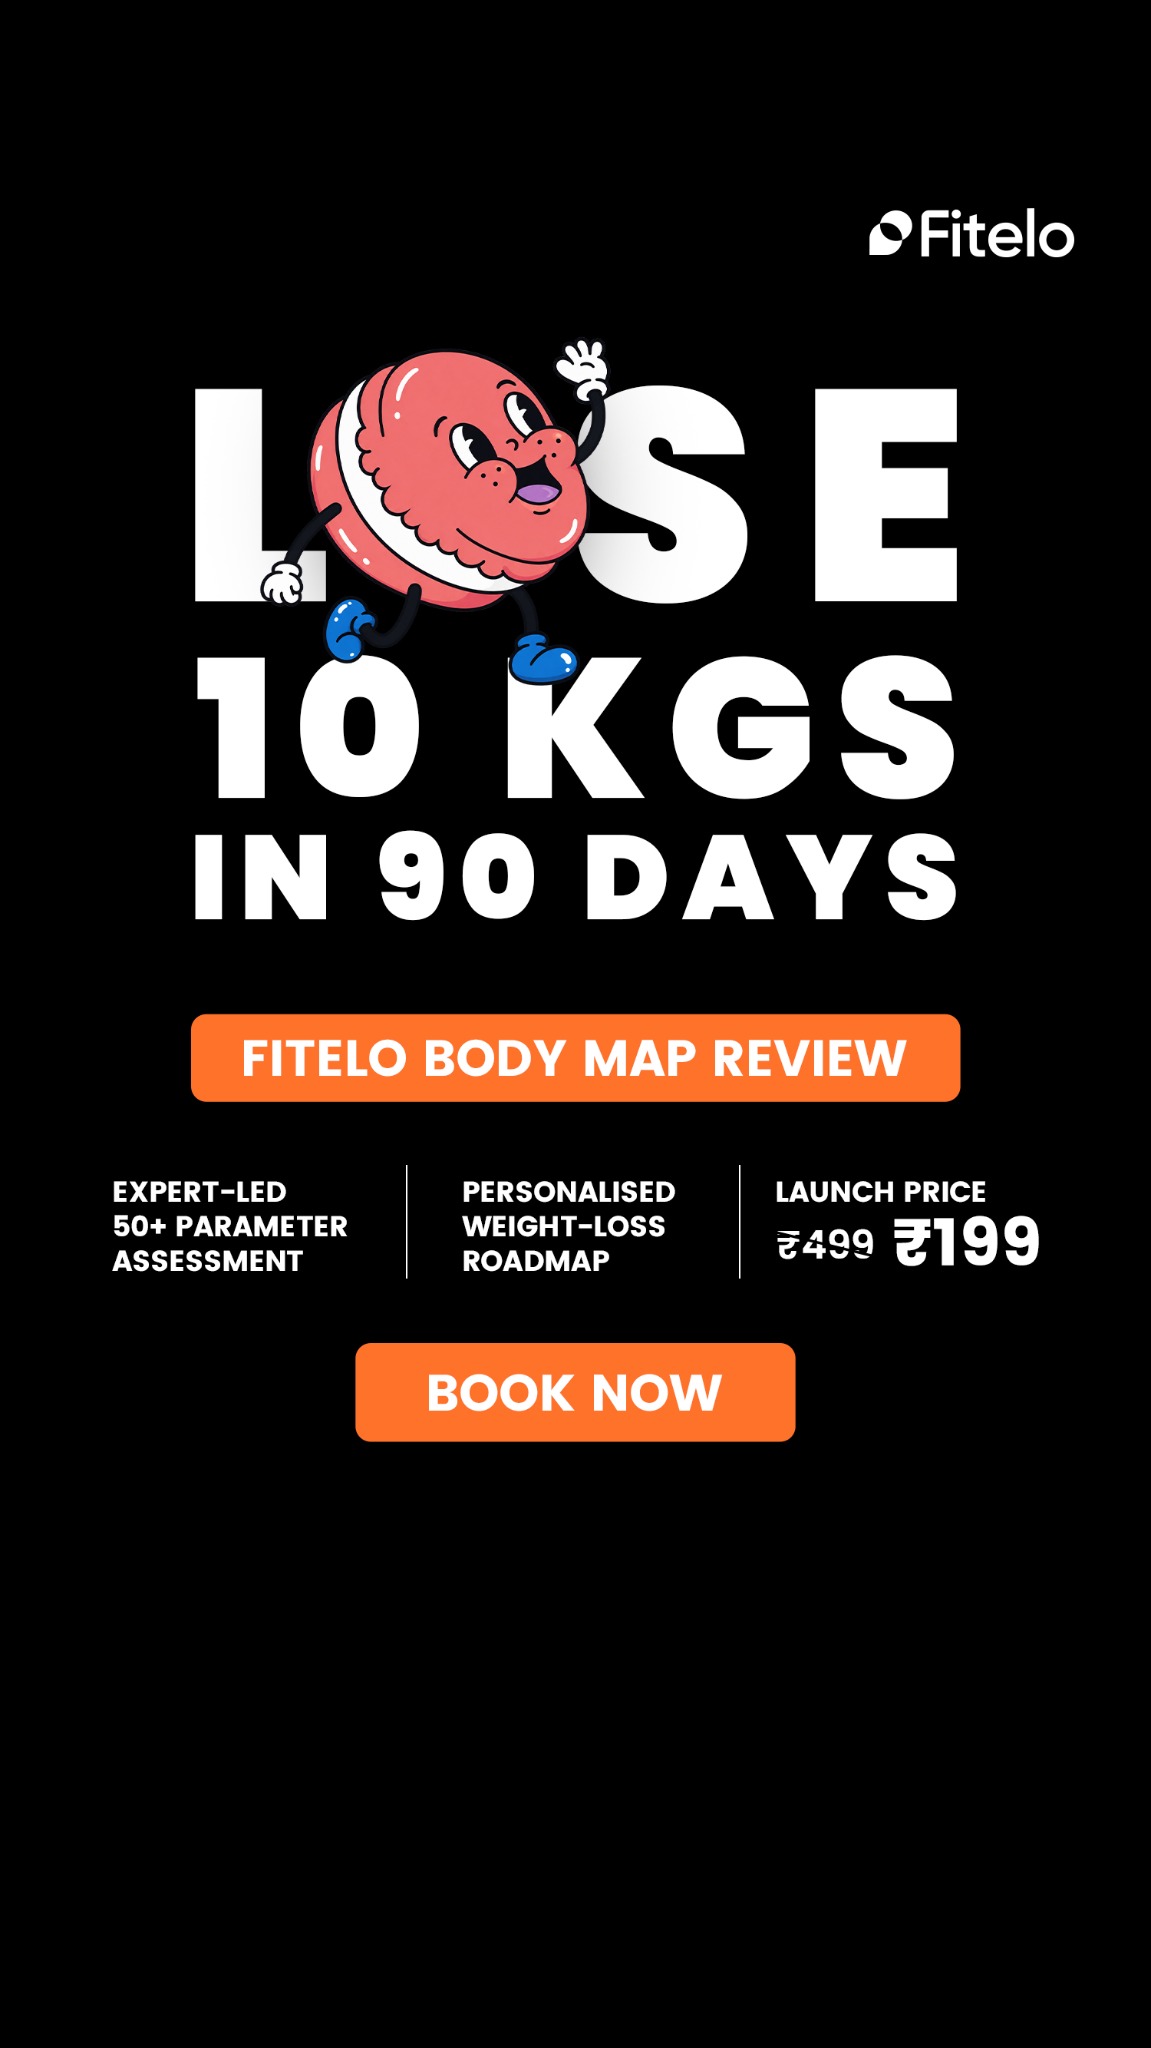 Fitelo
LOSE
10 KGS
IN 90 DAYS
FITELO BODY MAP REVIEW
EXPERT-LED
50+ PARAMETER
ASSESSMENT
PERSONALISED
WEIGHT-LOSS
ROADMAP
LAUNCH PRICE
₹499 ₹199
BOOK NOW